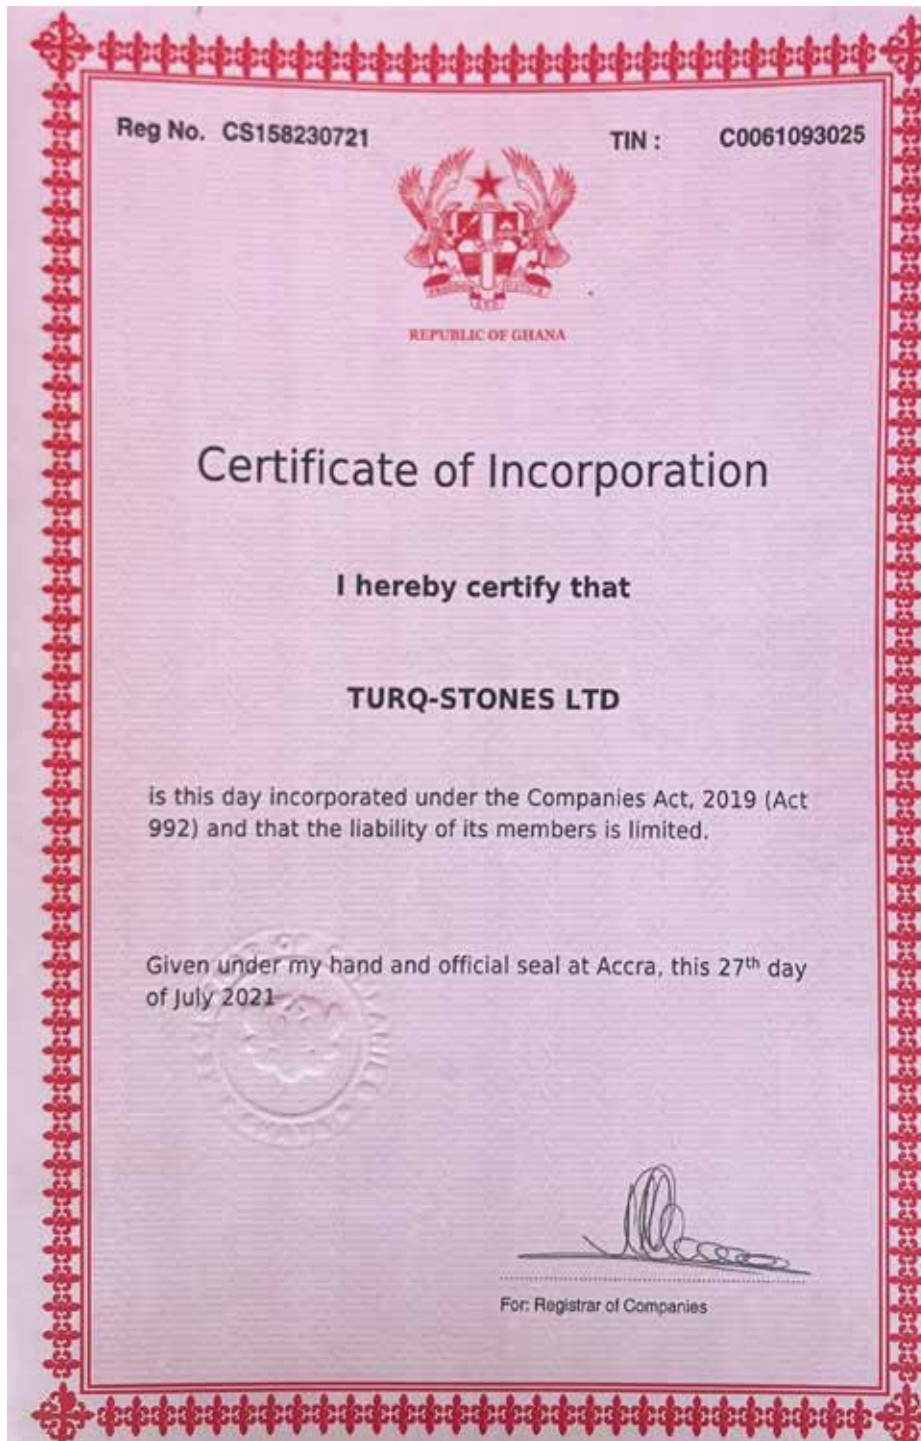 Reg No. CS158230721
TIN : C0061093025
REPUBLIC OF GHANA
Certificate of Incorporation
I hereby certify that
TURQ-STONES LTD
is this day incorporated under the Companies Act, 2019 (Act
992) and that the liability of its members is limited.
Given under my hand and official seal at Accra, this 27th day
of July 2021
For: Registrar of Companies